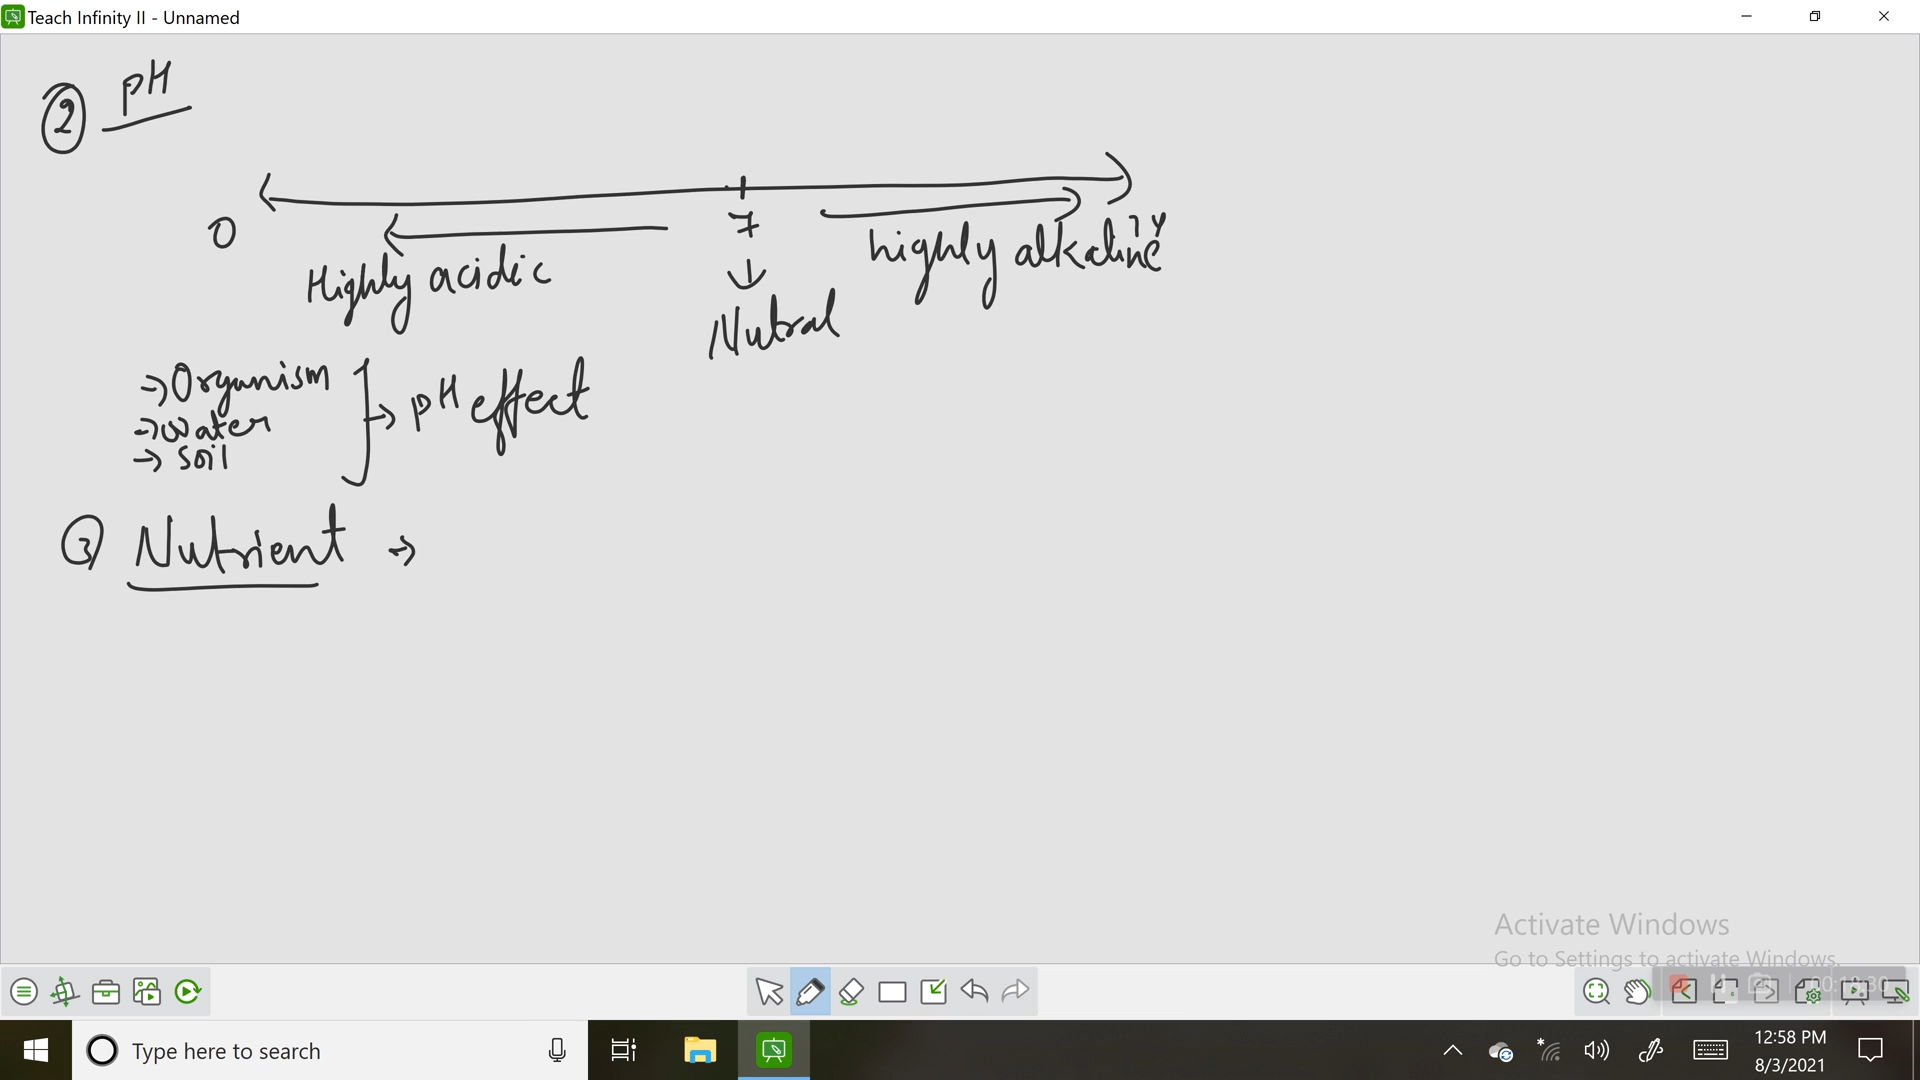 Teach Infinity II - Unnamed
② pH
0 7 14
Highly acidic highly alkaline
↓
Nutral
→ Organism
→ water → pH effect
→ soil
③ Nutrient →
Activate Windows
Go to Settings to activate Windows.
Type here to search
12:58 PM
8/3/2021